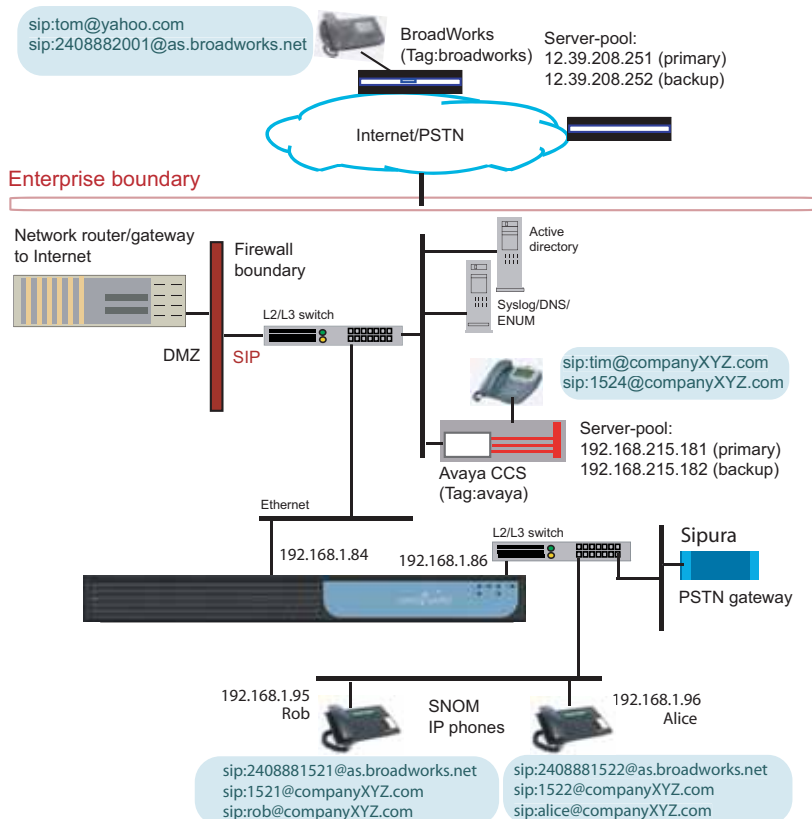 sip:tom@yahoo.com
sip:2408882001@as.broadworks.net
BroadWorks
(Tag:broadworks)
Server-pool:
12.39.208.251 (primary)
12.39.208.252 (backup)
Internet/PSTN
Enterprise boundary
Network router/gateway
to Internet
Firewall
boundary
Active
directory
Syslog/DNS/
ENUM
L2/L3 switch
DMZ
SIP
sip:tim@companyXYZ.com
sip:1524@companyXYZ.com
Server-pool:
192.168.215.181 (primary)
192.168.215.182 (backup)
Avaya CCS
(Tag:avaya)
Ethernet
192.168.1.84
192.168.1.86
L2/L3 switch
Sipura
PSTN gateway
192.168.1.95
Rob
SNOM
IP phones
192.168.1.96
Alice
sip:2408881521@as.broadworks.net
sip:1521@companyXYZ.com
sip:rob@companyXYZ.com
sip:2408881522@as.broadworks.net
sip:1522@companyXYZ.com
sip:alice@companyXYZ.com